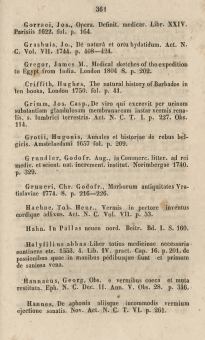 361
Gorraei, Jos., Opera. Definit. medicar. Libr. XXIV.
Parisiis 1622. fol. p. 164.
Grashuis, Jo., De natura et ortu hydatidum. Act. N.
C. Vol. VII. 1744. p. 408—424.
Gregor, James M., Medical sketches of the expedition
to Egypt from India. London 1804 8. p. 202.
Griffith, Hughes, The natural history of Barbados in
ten books, London 1750. fol. p. 41.
Grimm, Jos. Casp., De viro qui excrevit per urinam
substantiam glandulosam membranaceam instar vermis rena-
lis, s. lumbrici terrestris. Act. N. C. T. I. p. 227. Obs.
114.
Grotii, Hugonis, Annales et historiae de rebus bel-
gicis. Amstelaedami 1657 fol. p. 209.
Grundler, Godofr. Aug., in Commerc. litter. ad rei
medic. et scient. nat. increment. institut. Norimbergae 1740.
p. 329.
Gruneri, Chr. Godofr., Morborum antiquitates Vra-
tislaviae 1774. 8. p. 216—226.
Hachae, Tob. Henr., Vermis in pectore inventus
cordique adfixus. Act. N. C. Vol. VII. p. 53.
Hahn. In Pallas neuen nord. Beitr. Bd. I. S. 160.
Halyfilius abbas Liber totius medicinae necessaria
continens etc. 1533. 4. Lib. IV. pract. Cap. 16. p. 201. de
passionibus quae in manibus pedibusque fiunt et primum
de saniosa vena.
Hannaeus, Georg, Obs. e vomitus coeca et muta
restituta. Eph. N. C. Dec. II. Ann. V. Obs. 28. p. 316.
Hannes, De aphonia aliisque incommodis vermium
ejectione sanatis. Nov. Act. N. C. T. VI. p. 261.